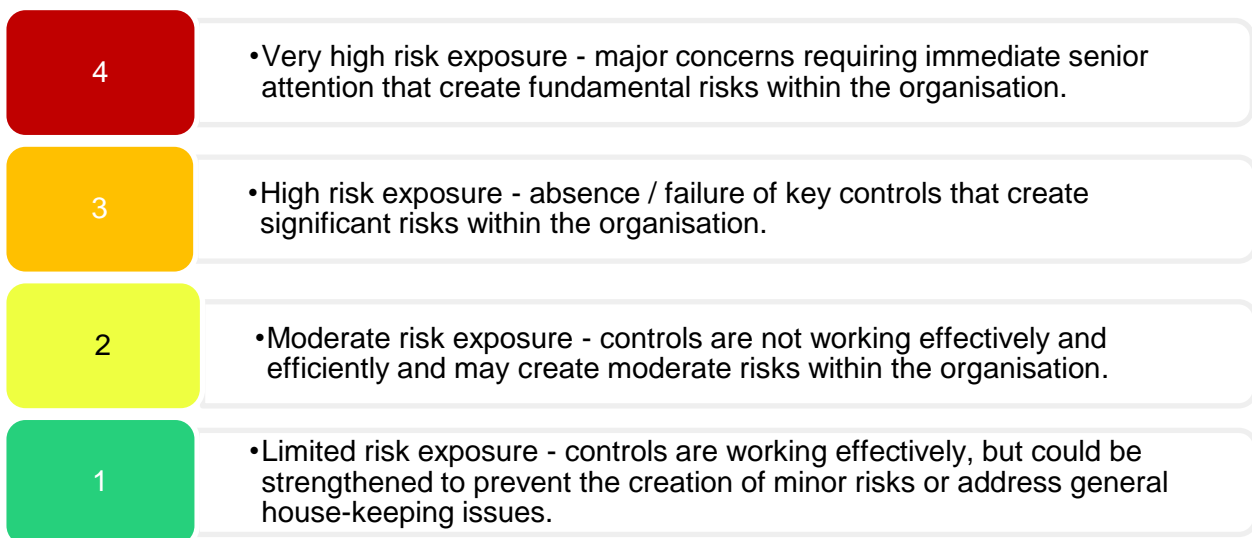 4
•Very high risk exposure - major concerns requiring immediate senior
attention that create fundamental risks within the organisation.
3
•High risk exposure - absence / failure of key controls that create
significant risks within the organisation.
2
•Moderate risk exposure - controls are not working effectively and
efficiently and may create moderate risks within the organisation.
1
•Limited risk exposure - controls are working effectively, but could be
strengthened to prevent the creation of minor risks or address general
house-keeping issues.